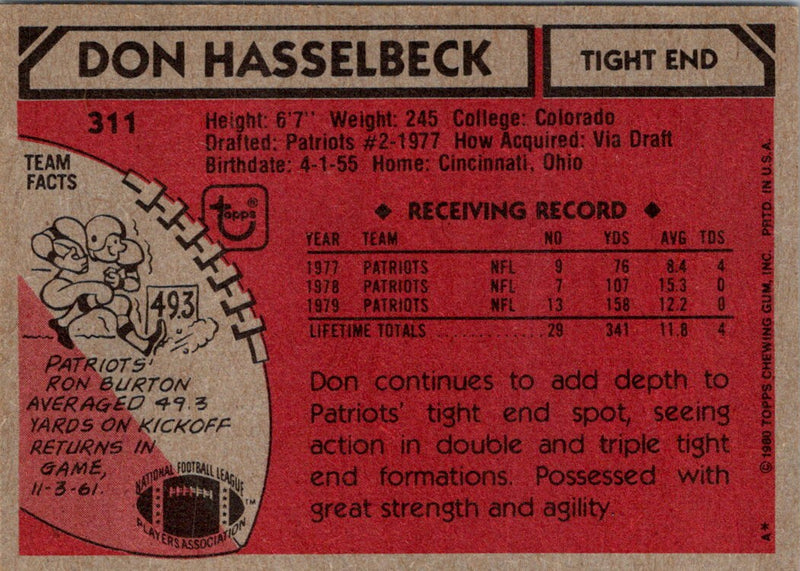 DON HASSELBECK
TIGHT END
311
Height: 6'7" Weight: 245 College: Colorado
Drafted: Patriots #2-1977 How Acquired: Via Draft
Birthdate: 4-1-55 Home: Cincinnati, Ohio
TEAM
FACTS
topps®
49.3
PATRIOTS'
RON BURTON
AVERAGED 49.3
YARDS ON KICKOFF
RETURNS IN
GAME,
11-3-61.
NATIONAL FOOTBALL LEAGUE
PLAYERS ASSOCIATION
™
◆ RECEIVING RECORD ◆
YEAR TEAM NO YDS AVG TDS
1977 PATRIOTS NFL 9 76 8.4 4
1978 PATRIOTS NFL 7 107 15.3 0
1979 PATRIOTS NFL 13 158 12.2 0
LIFETIME TOTALS 29 341 11.8 4
Don continues to add depth to
Patriots' tight end spot, seeing
action in double and triple tight
end formations. Possessed with
great strength and agility.
A* © 1980 TOPPS CHEWING GUM, INC. PRTD. IN U.S.A.